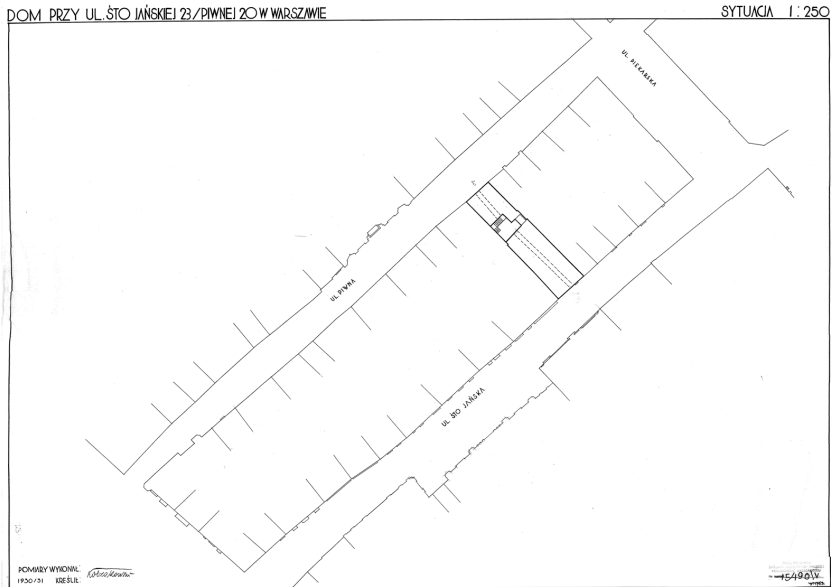 DOM PRZY UL. ŚTO JAŃSKIEJ 23/PIWNEJ 20 W WARSZAWIE
SYTUACJA 1:250
UL. PIEKARSKA
UL. PIWNA
UL. ŚTO JAŃSKA
POMIARY WYKONAŁ:
1930/31 KREŚLIŁ: